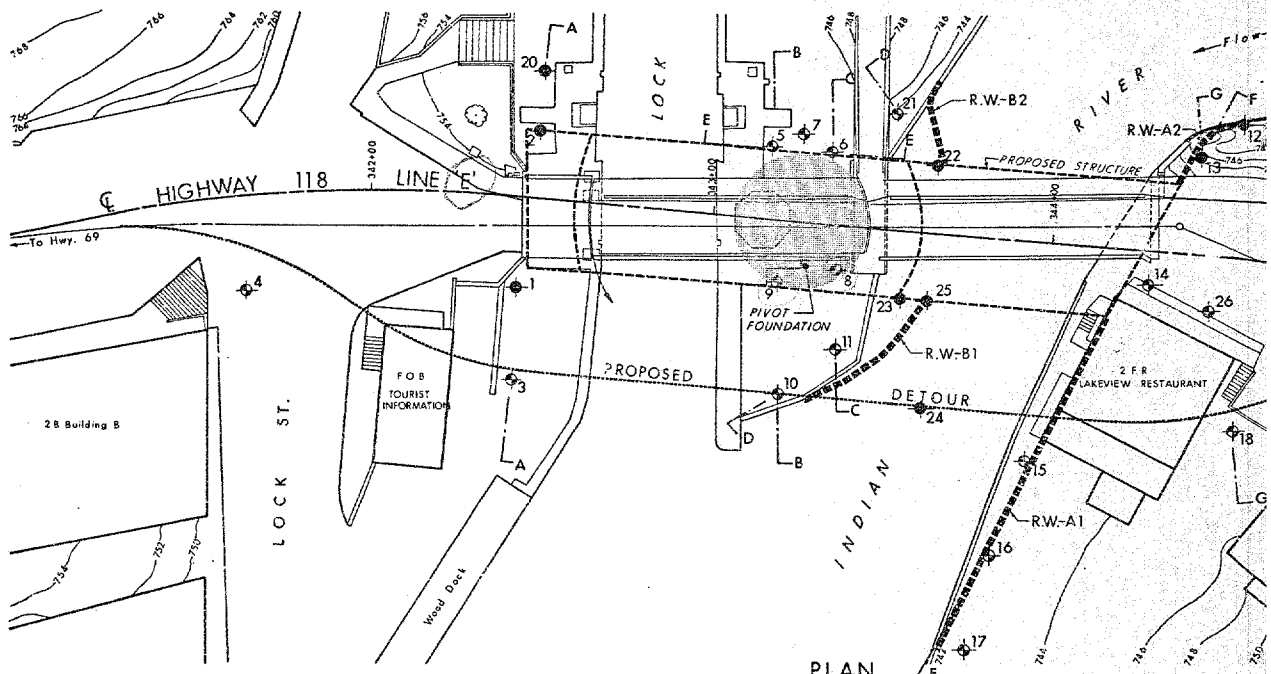 766
764
762
760
768
766
766
754
756
754
A
20
2
LOCK
B
E
5
7
6
746
748
748
746
744
21
R.W.-B2
E
22
PROPOSED STRUCTURE
RIVER
Flow
G
F
R.W.-A2
12
13
746
℄ HIGHWAY 118 LINE 'E'
342+00
343+00
344+00
To Hwy. 69
4
1
9
8
PIVOT
FOUNDATION
23
25
14
26
R.W.-B1
11
3
PROPOSED
DETOUR
10
24
C
D
A
B
FOB
TOURIST
INFORMATION
2B Building B
LOCK ST.
2 F R
LAKEVIEW RESTAURANT
18
G
15
R.W.-A1
16
17
INDIAN
Wood Dock
754
752
750
742
744
746
748
750
F
PLAN